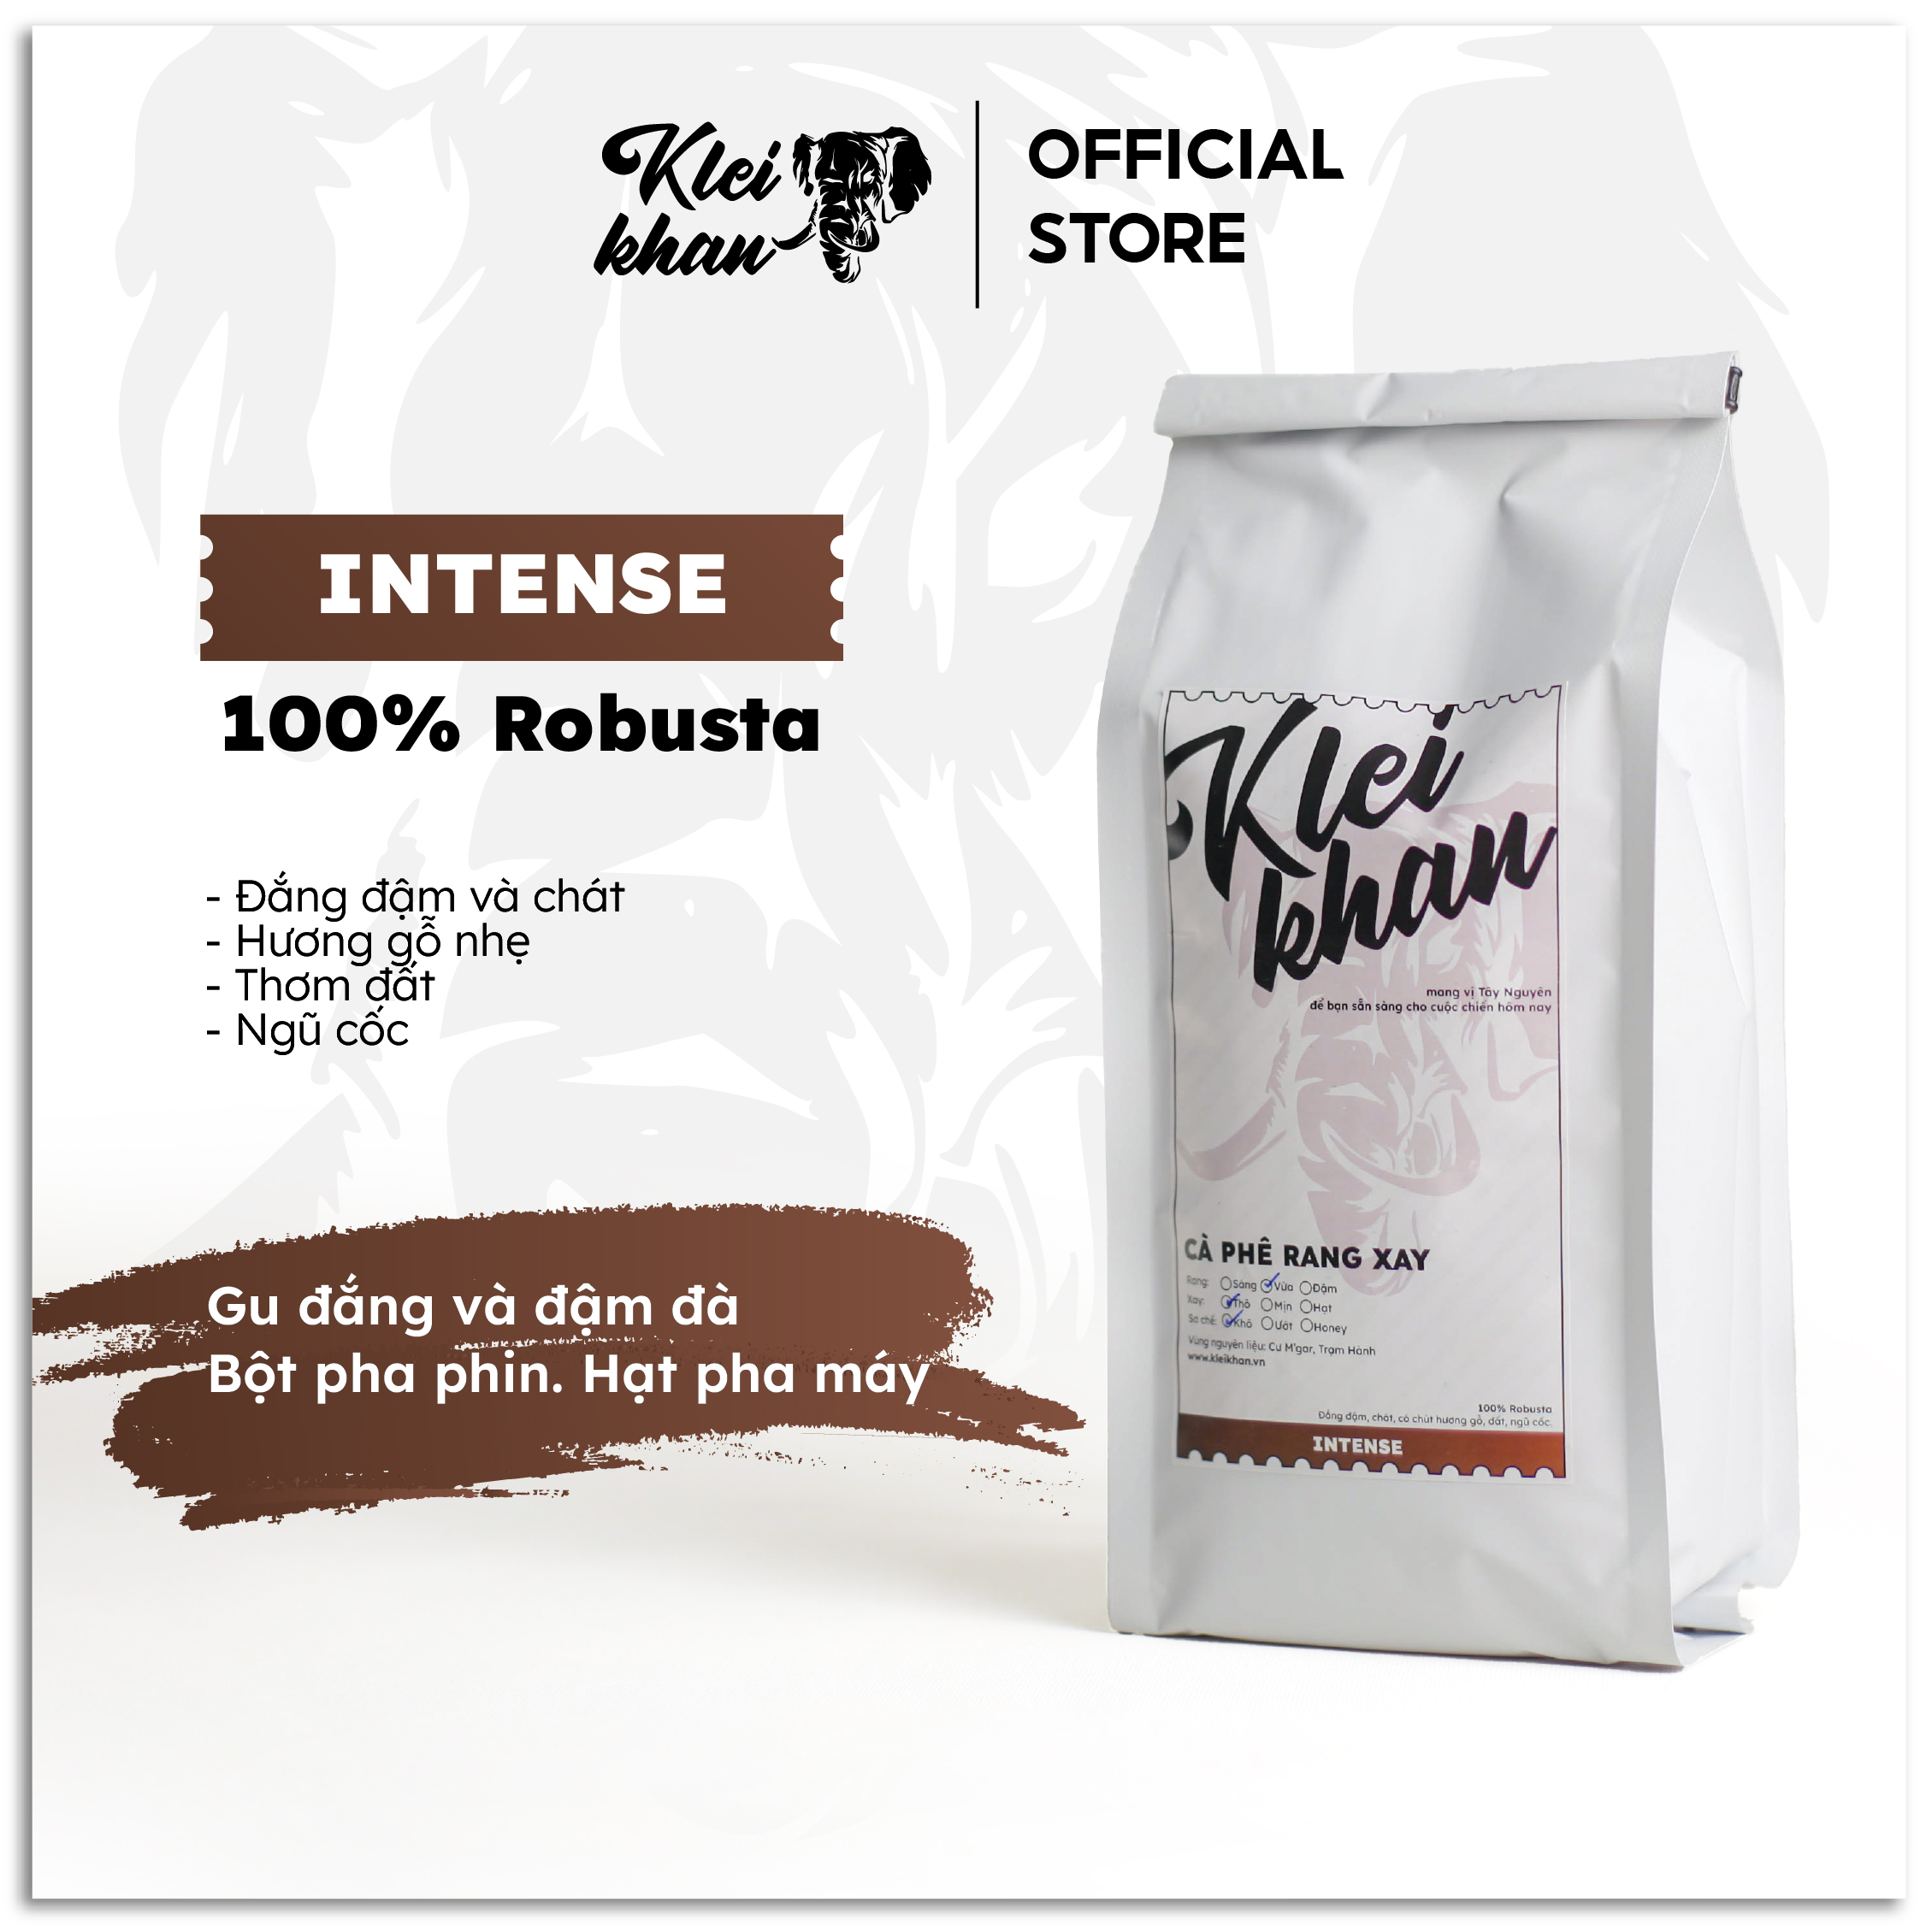 Klei
khan
OFFICIAL
STORE
INTENSE
100% Robusta
- Đắng đậm và chát
- Hương gỗ nhẹ
- Thơm đất
- Ngũ cốc
Gu đắng và đậm đà
Bột pha phin. Hạt pha máy
Klei
khan
mang vị Tây Nguyên
để bạn sẵn sàng cho cuộc chiến hôm nay
CÀ PHÊ RANG XAY
Rang: Sáng Vừa Đậm
Xay: Thô Mịn Hạt
Sơ chế: Khô Ướt Honey
Vùng nguyên liệu: Cư M'gar, Trạm Hành
www.kleikhan.vn
100% Robusta
Đắng đậm, chát, có chút hương gỗ, đất, ngũ cốc.
INTENSE